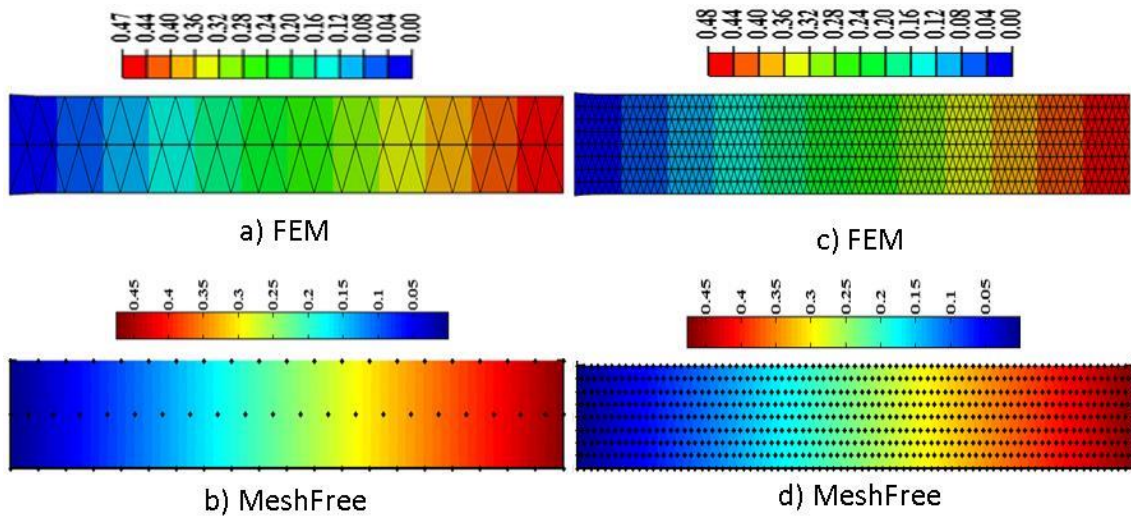 0.47 0.44 0.40 0.36 0.32 0.28 0.24 0.20 0.16 0.12 0.08 0.04 0.00
a) FEM
0.45 0.4 0.35 0.3 0.25 0.2 0.15 0.1 0.05
b) MeshFree
0.48 0.44 0.40 0.36 0.32 0.28 0.24 0.20 0.16 0.12 0.08 0.04 0.00
c) FEM
0.45 0.4 0.35 0.3 0.25 0.2 0.15 0.1 0.05
d) MeshFree